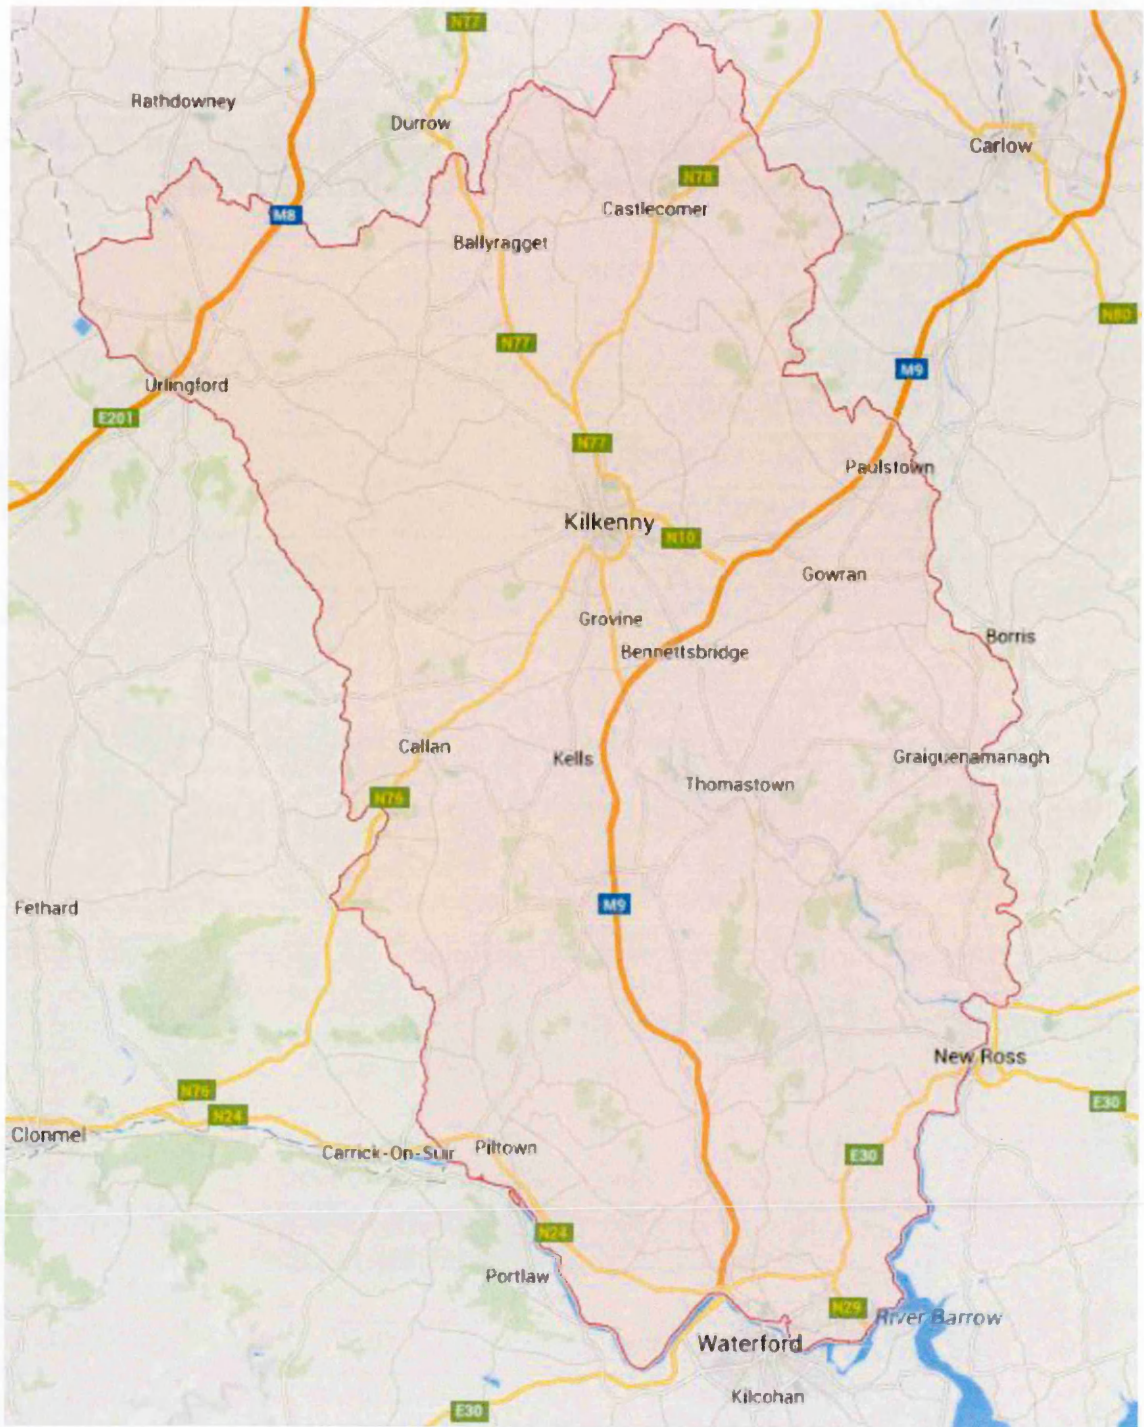 N77
Rathdowney
Durrow
Carlow
N78
Castlecomer
M8
Ballyragget
N80
N77
M9
Urlingford
E201
N77
Paulstown
Kilkenny
N10
Gowran
Grovine
Borris
Bennettsbridge
Callan
Kells
Graiguenamanagh
Thomastown
N76
M9
Fethard
New Ross
N76
E30
N24
Clonmel
Carrick-On-Suir
Piltown
E30
N24
Portlaw
N29
River Barrow
Waterford
Kilcohan
E30